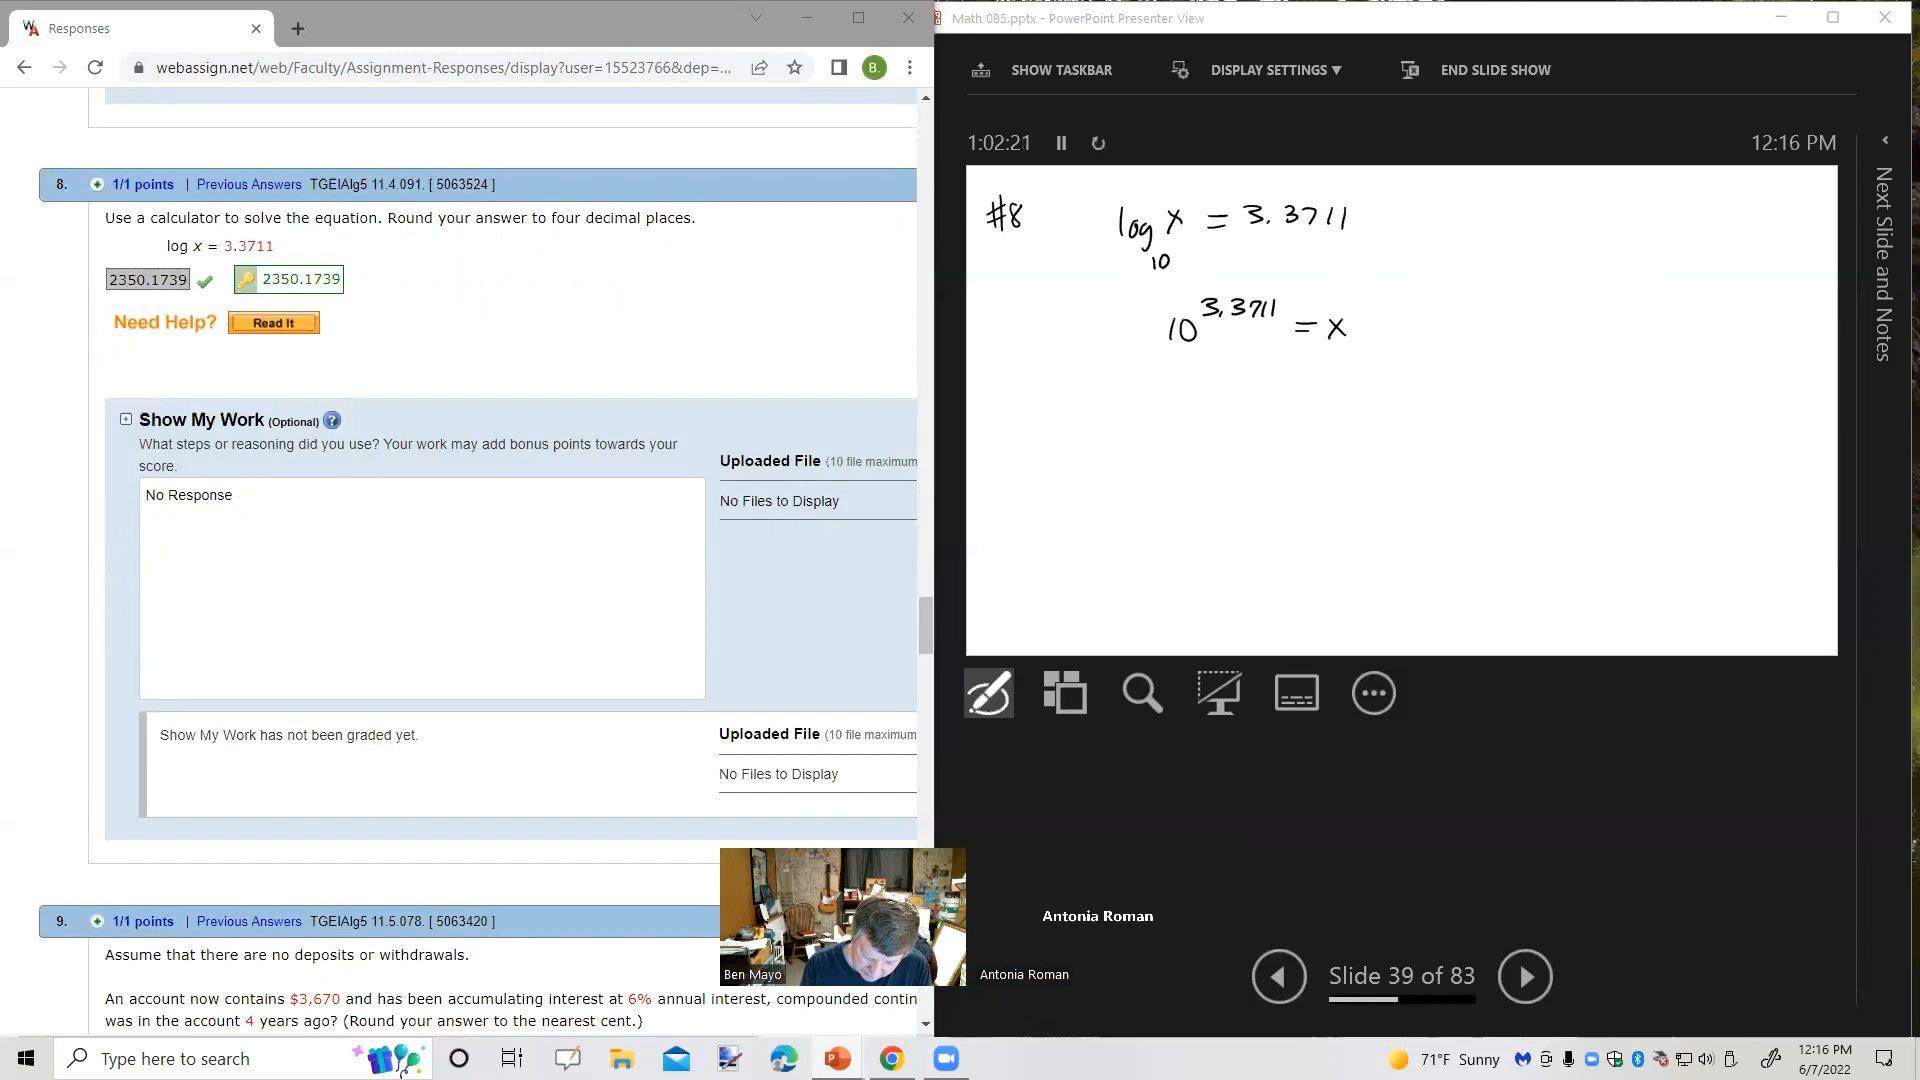 Responses
Math 085.pptx - PowerPoint Presenter View
webassign.net/web/Faculty/Assignment-Responses/display?user=15523766&dep=...
B.
SHOW TASKBAR
DISPLAY SETTINGS ▼
END SLIDE SHOW
1:02:21
12:16 PM
Next Slide and Notes
8. 1/1 points | Previous Answers TGEIAlg5 11.4.091. [ 5063524 ]
Use a calculator to solve the equation. Round your answer to four decimal places.
log x = 3.3711
2350.1739 2350.1739
Need Help? Read It
Show My Work (Optional) ?
What steps or reasoning did you use? Your work may add bonus points towards your
score.
Uploaded File (10 file maximum
No Response
No Files to Display
Show My Work has not been graded yet.
Uploaded File (10 file maximum
No Files to Display
9. 1/1 points | Previous Answers TGEIAlg5 11.5.078. [ 5063420 ]
Assume that there are no deposits or withdrawals.
An account now contains $3,670 and has been accumulating interest at 6% annual interest, compounded contin
was in the account 4 years ago? (Round your answer to the nearest cent.)
#8 log x = 3.3711
10
10^3.3711 = x
Ben Mayo
Antonia Roman
Antonia Roman
Slide 39 of 83
Type here to search
71°F Sunny
12:16 PM
6/7/2022